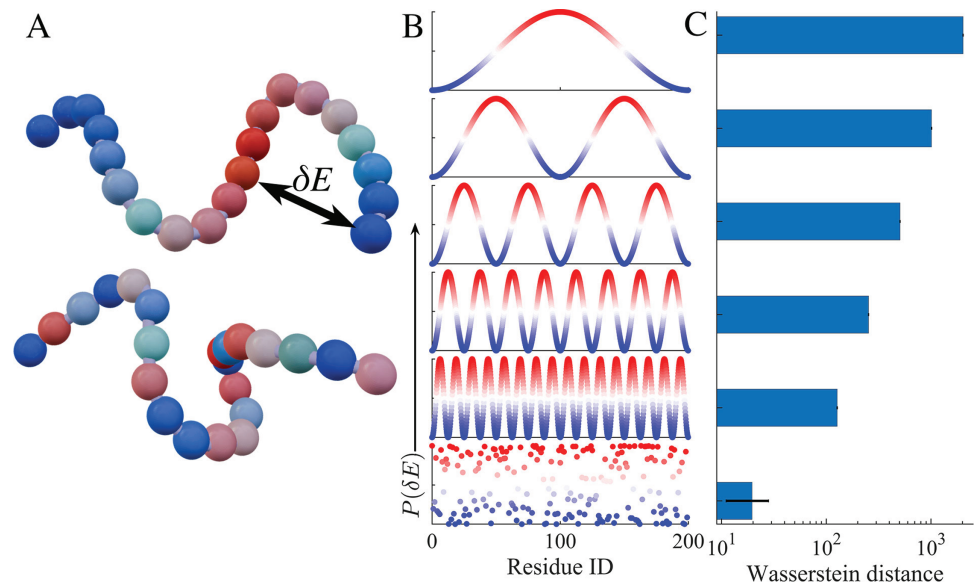 A
B
C
δE
P(δE)
0
100
200
Residue ID
10¹
10²
10³
Wasserstein distance